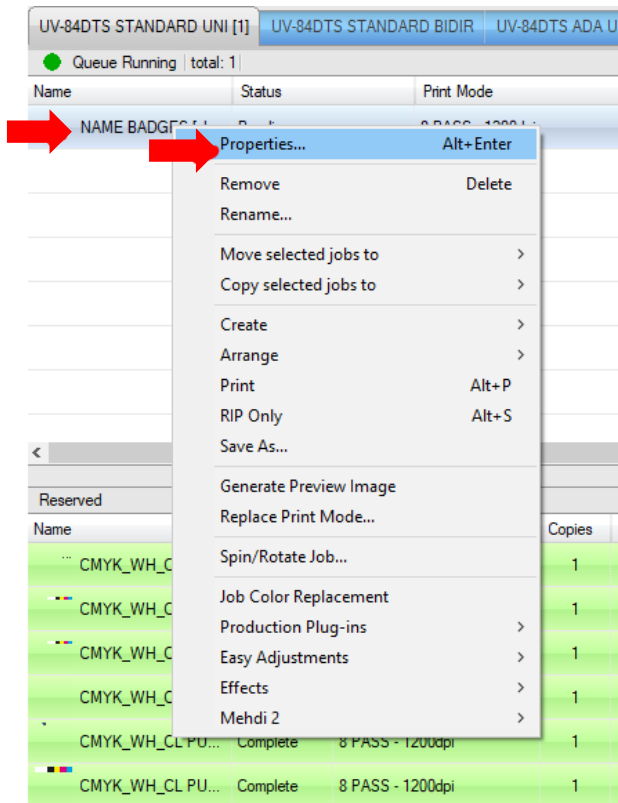 UV-84DTS STANDARD UNI [1] UV-84DTS STANDARD BIDIR UV-84DTS ADA U
Queue Running total: 1
Name Status Print Mode
NAME BADGES
Properties... Alt+Enter
Remove Delete
Rename...
Move selected jobs to >
Copy selected jobs to >
Create >
Arrange >
Print Alt+P
RIP Only Alt+S
Save As...
Generate Preview Image
Replace Print Mode...
Spin/Rotate Job...
Job Color Replacement
Production Plug-ins >
Easy Adjustments >
Effects >
Mehdi 2 >
<
Reserved
Name Copies
CMYK_WH_C 1
CMYK_WH_C 1
CMYK_WH_C 1
CMYK_WH_C 1
CMYK_WH_CL PU... Complete 8 PASS - 1200dpi 1
CMYK_WH_CL PU... Complete 8 PASS - 1200dpi 1